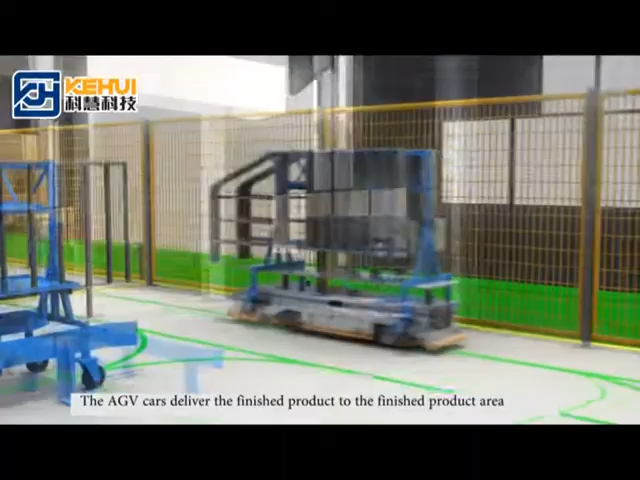 KEHUI
科慧科技
The AGV cars deliver the finished product to the finished product area